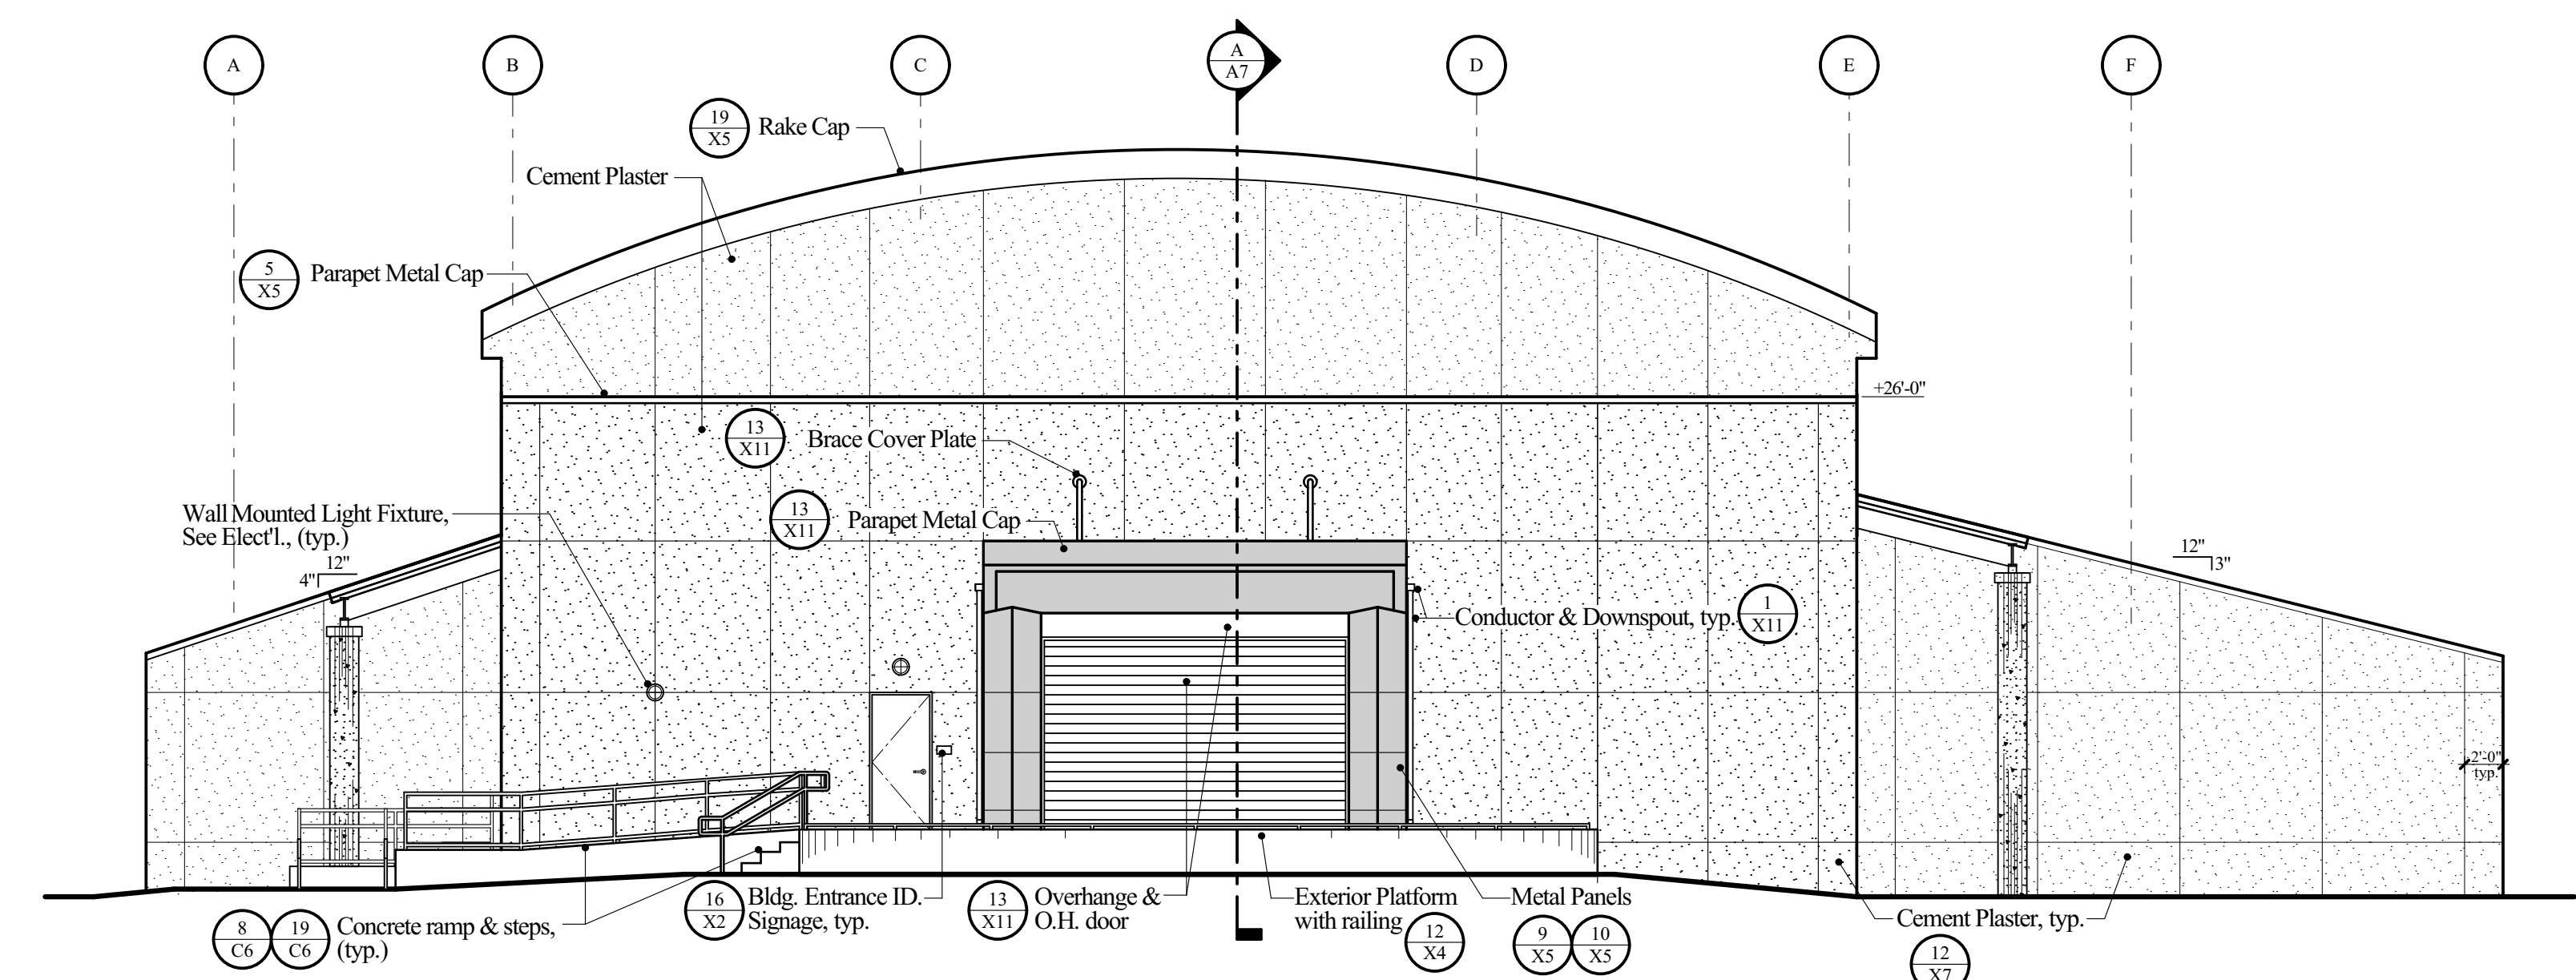 A
B
C
A
A7
D
E
F
19
X5
Rake Cap
Cement Plaster
5
X5
Parapet Metal Cap
+26'-0"
13
X11
Brace Cover Plate
13
X11
Parapet Metal Cap
Wall Mounted Light Fixture,
See Elect'l., (typ.)
12"
4"
12"
3"
Conductor & Downspout, typ.
1
X11
2'-0"
typ.
8
C6
19
C6
Concrete ramp & steps,
(typ.)
16
X2
Bldg. Entrance ID.
Signage, typ.
13
X11
Overhange &
O.H. door
Exterior Platform
with railing
12
X4
Metal Panels
9
X5
10
X5
Cement Plaster, typ.
12
X7